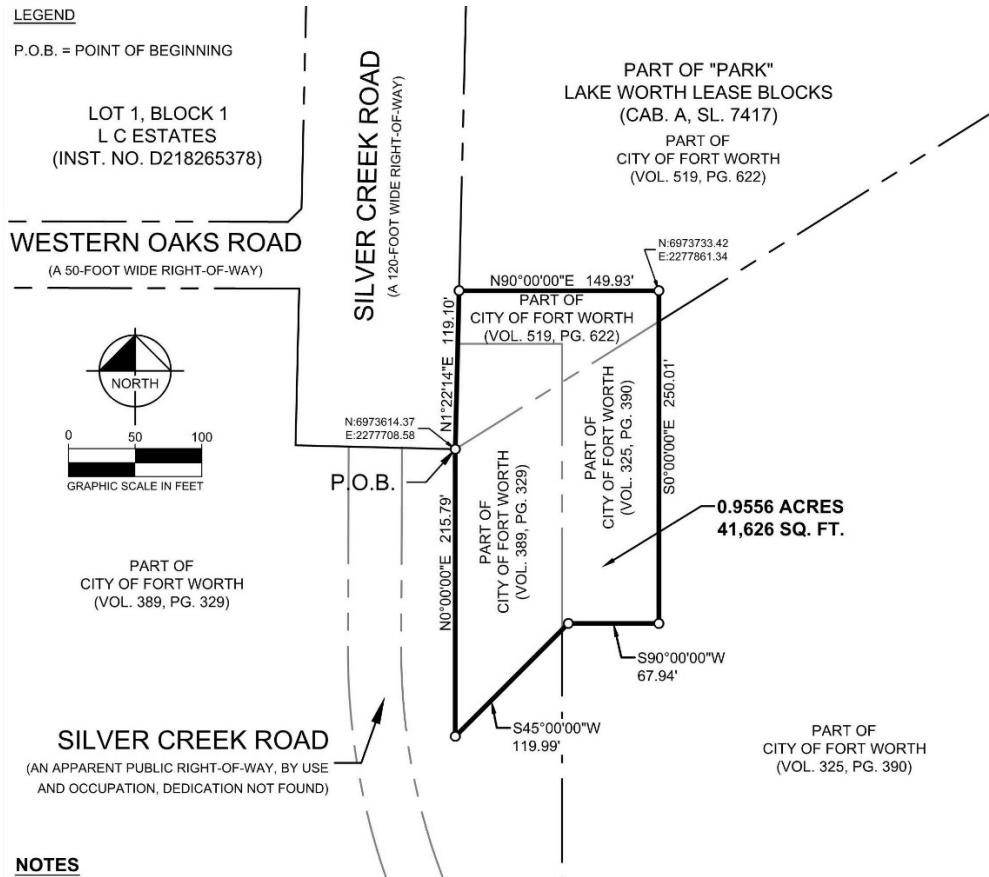 LEGEND
P.O.B. = POINT OF BEGINNING
LOT 1, BLOCK 1
L C ESTATES
(INST. NO. D218265378)
WESTERN OAKS ROAD
(A 50-FOOT WIDE RIGHT-OF-WAY)
SILVER CREEK ROAD
(A 120-FOOT WIDE RIGHT-OF-WAY)
PART OF "PARK"
LAKE WORTH LEASE BLOCKS
(CAB. A, SL. 7417)
PART OF
CITY OF FORT WORTH
(VOL. 519, PG. 622)
N:6973733.42
E:2277861.34
N90°00'00"E 149.93'
PART OF
CITY OF FORT WORTH
(VOL. 519, PG. 622)
N1°22'14"E 119.10'
NORTH
0 50 100
GRAPHIC SCALE IN FEET
N:6973614.37
E:2277708.58
P.O.B.
N0°00'00"E 215.79'
PART OF
CITY OF FORT WORTH
(VOL. 389, PG. 329)
PART OF
CITY OF FORT WORTH
(VOL. 325, PG. 390)
S0°00'00"E 250.01'
0.9556 ACRES
41,626 SQ. FT.
PART OF
CITY OF FORT WORTH
(VOL. 389, PG. 329)
S90°00'00"W
67.94'
S45°00'00"W
119.99'
SILVER CREEK ROAD
(AN APPARENT PUBLIC RIGHT-OF-WAY, BY USE
AND OCCUPATION, DEDICATION NOT FOUND)
PART OF
CITY OF FORT WORTH
(VOL. 325, PG. 390)
NOTES